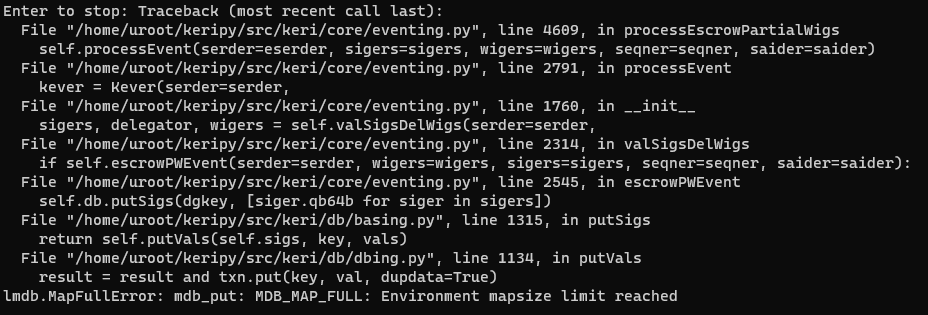 Enter to stop: Traceback (most recent call last):
  File "/home/uroot/keripy/src/keri/core/eventing.py", line 4609, in processEscrowPartialWigs
    self.processEvent(serder=eserder, sigers=sigers, wigers=wigers, seqner=seqner, saider=saider)
  File "/home/uroot/keripy/src/keri/core/eventing.py", line 2791, in processEvent
    kever = Kever(serder=serder,
  File "/home/uroot/keripy/src/keri/core/eventing.py", line 1760, in __init__
    sigers, delegator, wigers = self.valSigsDelWigs(serder=serder,
  File "/home/uroot/keripy/src/keri/core/eventing.py", line 2314, in valSigsDelWigs
    if self.escrowPWEvent(serder=serder, wigers=wigers, sigers=sigers, seqner=seqner, saider=saider):
  File "/home/uroot/keripy/src/keri/core/eventing.py", line 2545, in escrowPWEvent
    self.db.putSigs(dgkey, [siger.qb64b for siger in sigers])
  File "/home/uroot/keripy/src/keri/db/basing.py", line 1315, in putSigs
    return self.putVals(self.sigs, key, vals)
  File "/home/uroot/keripy/src/keri/db/dbing.py", line 1134, in putVals
    result = result and txn.put(key, val, dupdata=True)
lmdb.MapFullError: mdb_put: MDB_MAP_FULL: Environment mapsize limit reached